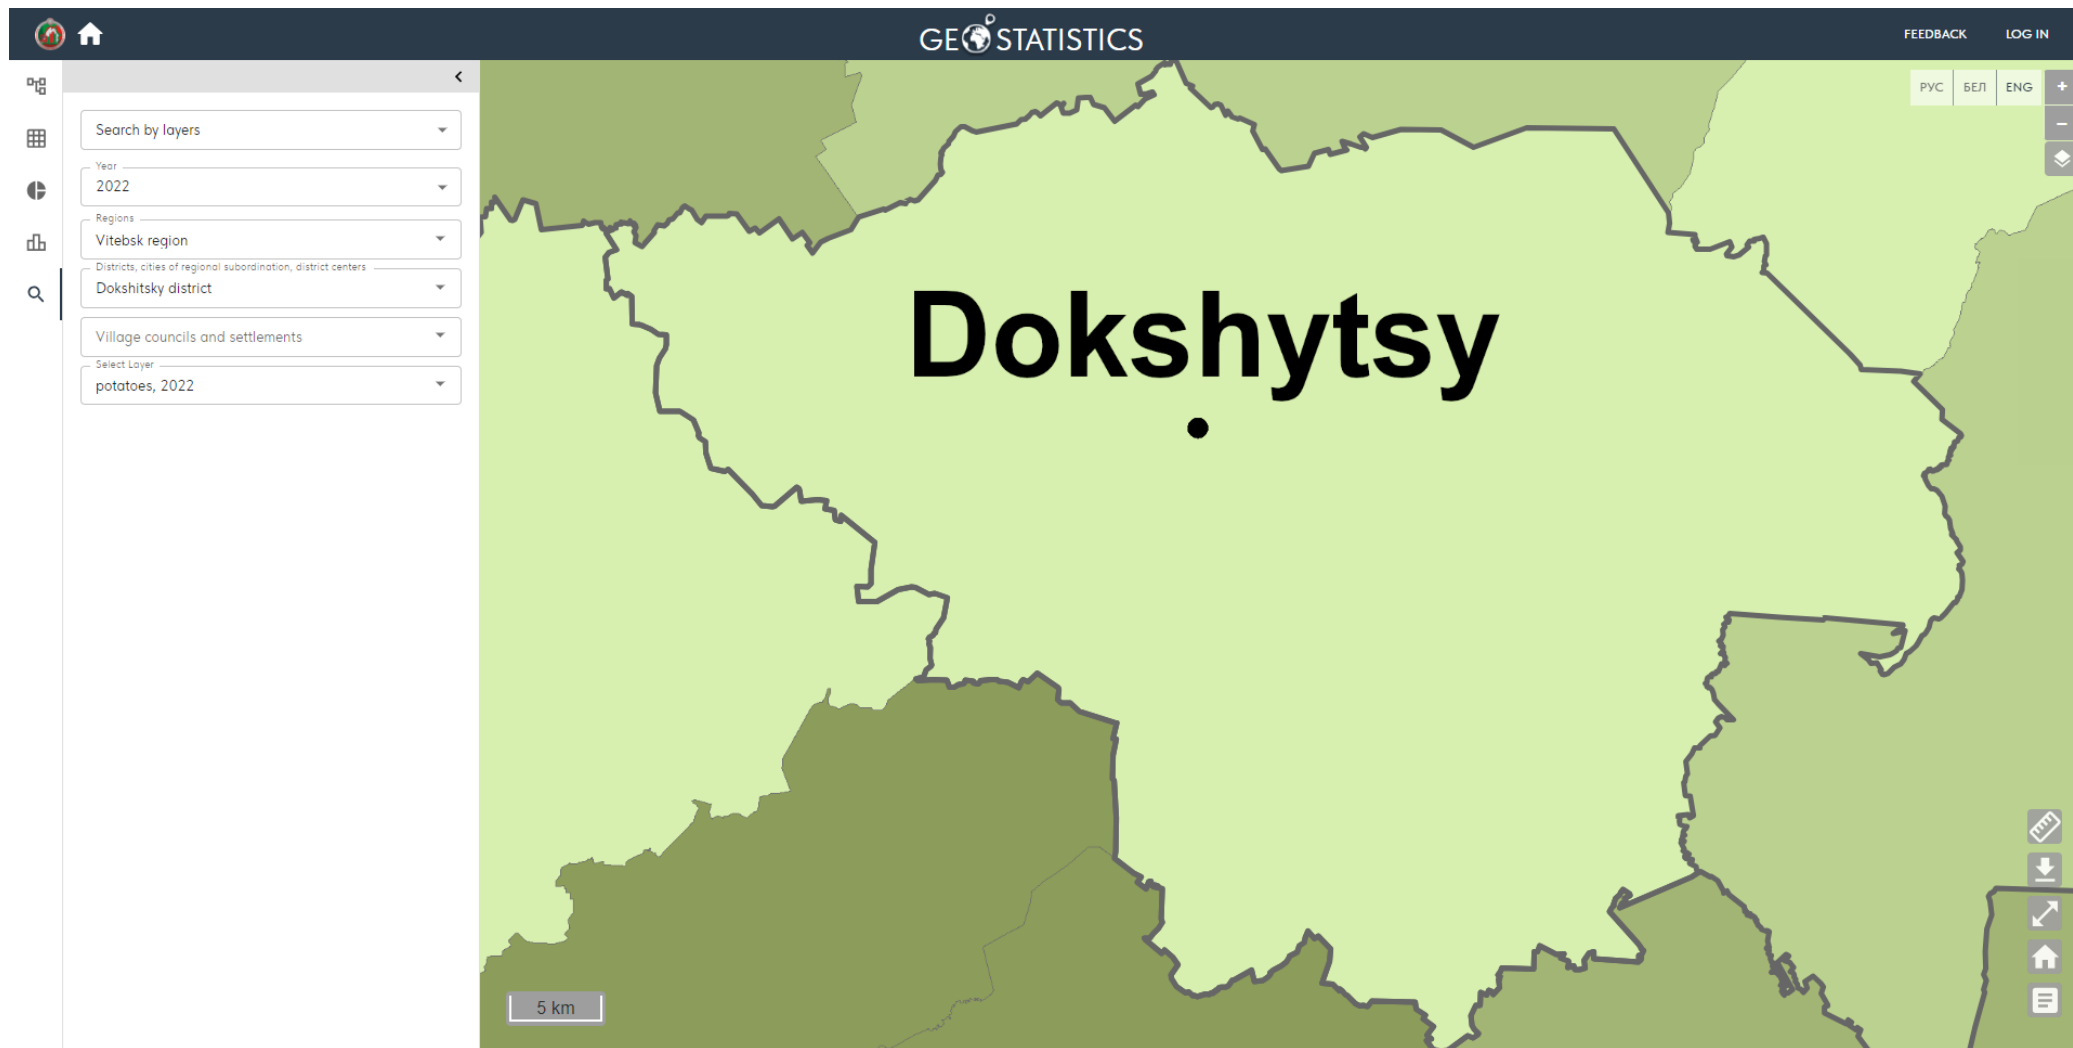 GEOSTATISTICS
FEEDBACK
LOG IN
РУС
БЕЛ
ENG
+
−
Search by layers
Year
2022
Regions
Vitebsk region
Districts, cities of regional subordination, district centers
Dokshitsky district
Village councils and settlements
Select Layer
potatoes, 2022
Dokshytsy
5 km